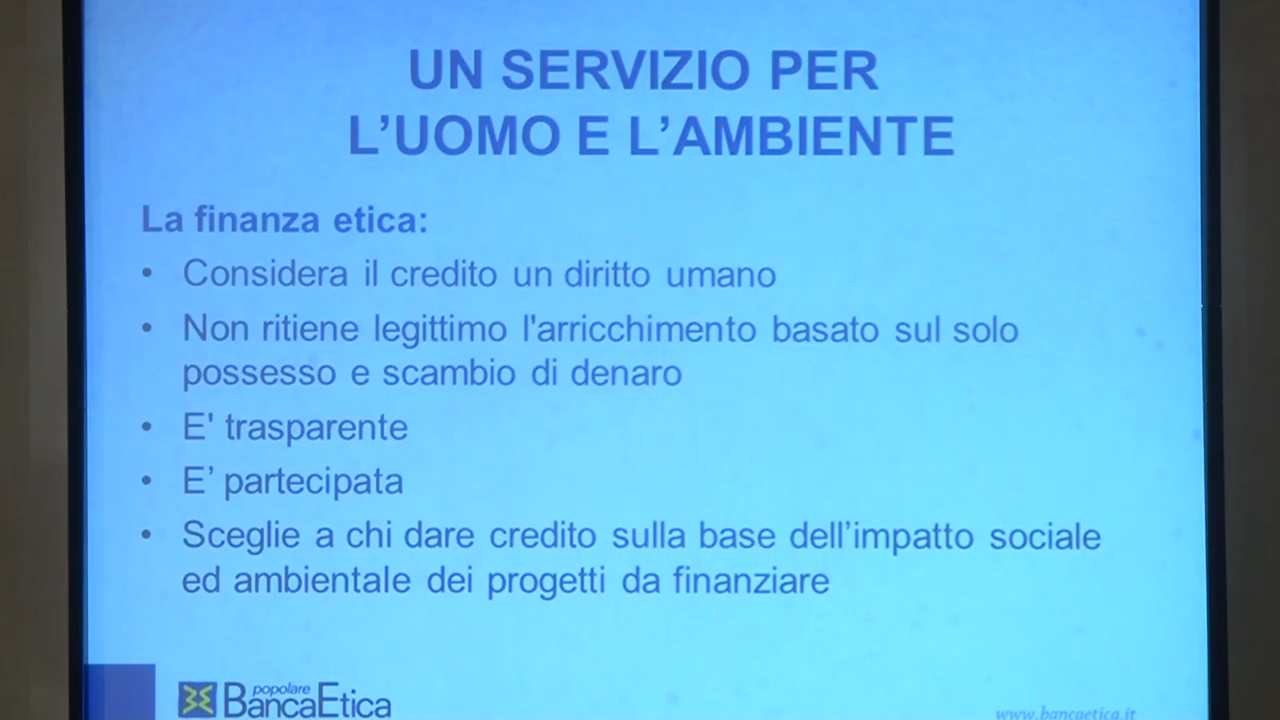 UN SERVIZIO PER
L’UOMO E L’AMBIENTE
La finanza etica:
• Considera il credito un diritto umano
• Non ritiene legittimo l'arricchimento basato sul solo
possesso e scambio di denaro
• E' trasparente
• E’ partecipata
• Sceglie a chi dare credito sulla base dell’impatto sociale
ed ambientale dei progetti da finanziare
popolare
BancaEtica
www.bancaetica.it